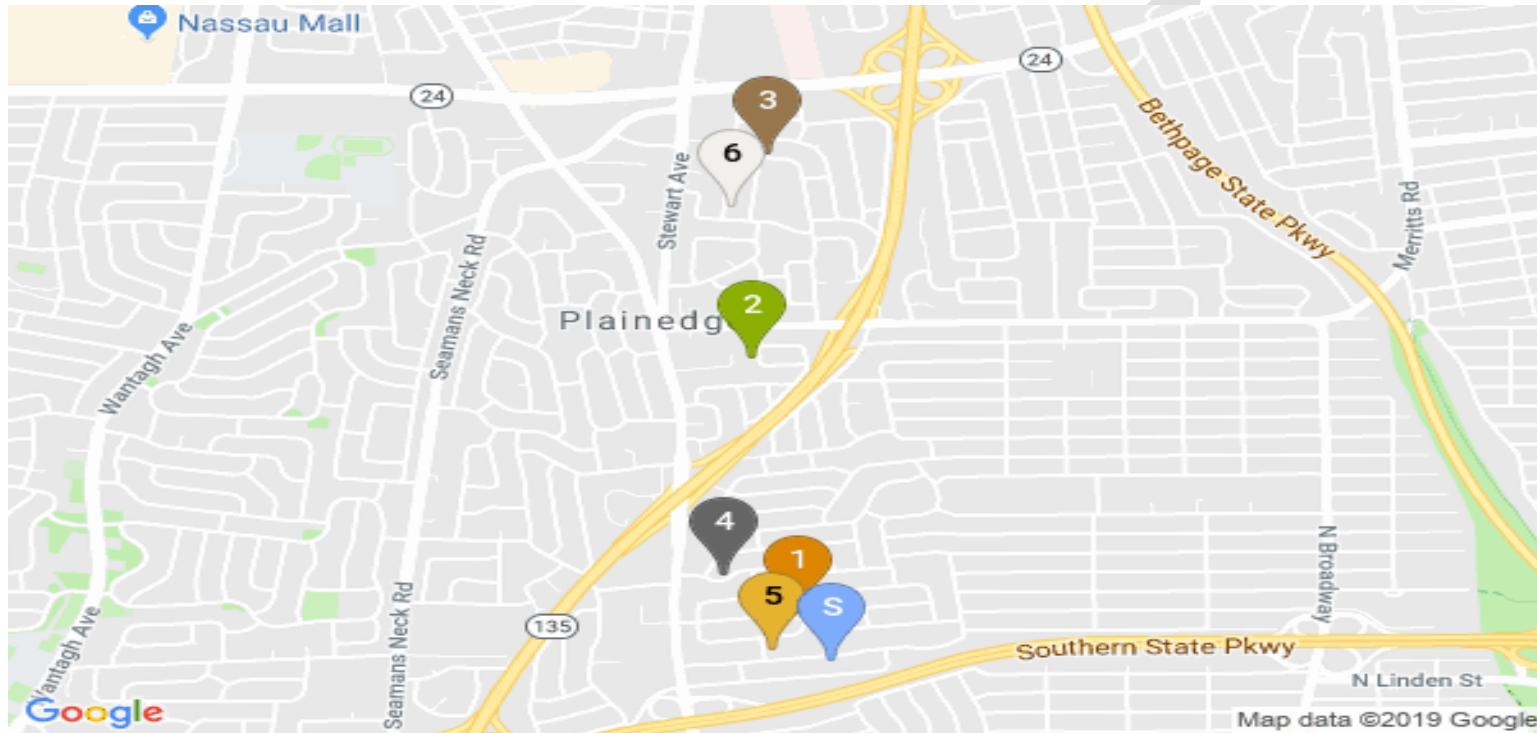 Nassau Mall
24
24
3
6
Bethpage State Pkwy
Stewart Ave
Merritts Rd
Seamans Neck Rd
2
Plainedg
Wantagh Ave
4
1
N Broadway
5
S
135
Southern State Pkwy
Seamans Neck Rd
Wantagh Ave
N Linden St
Google
Map data ©2019 Google